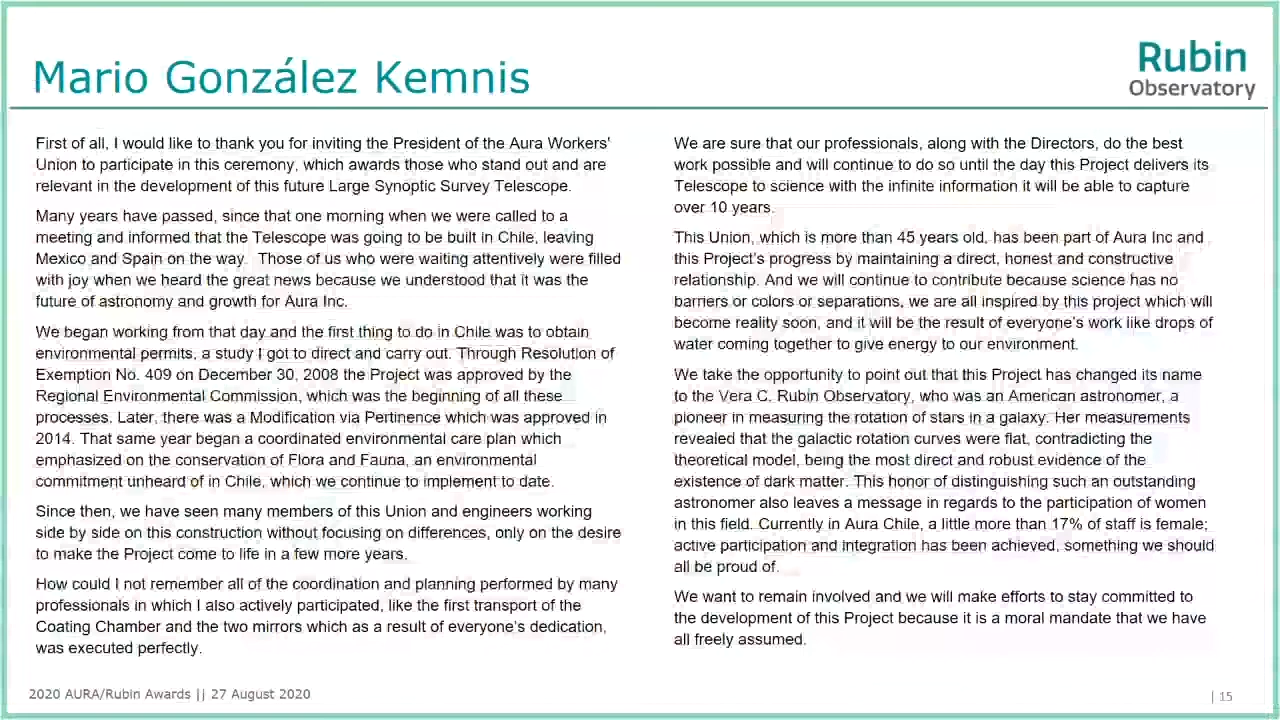 Mario González Kemnis
Rubin
Observatory
First of all, I would like to thank you for inviting the President of the Aura Workers'
Union to participate in this ceremony, which awards those who stand out and are
relevant in the development of this future Large Synoptic Survey Telescope.
Many years have passed, since that one morning when we were called to a
meeting and informed that the Telescope was going to be built in Chile, leaving
Mexico and Spain on the way.  Those of us who were waiting attentively were filled
with joy when we heard the great news because we understood that it was the
future of astronomy and growth for Aura Inc.
We began working from that day and the first thing to do in Chile was to obtain
environmental permits, a study I got to direct and carry out. Through Resolution of
Exemption No. 409 on December 30, 2008 the Project was approved by the
Regional Environmental Commission, which was the beginning of all these
processes. Later, there was a Modification via Pertinence which was approved in
2014. That same year began a coordinated environmental care plan which
emphasized on the conservation of Flora and Fauna, an environmental
commitment unheard of in Chile, which we continue to implement to date.
Since then, we have seen many members of this Union and engineers working
side by side on this construction without focusing on differences, only on the desire
to make the Project come to life in a few more years.
How could I not remember all of the coordination and planning performed by many
professionals in which I also actively participated, like the first transport of the
Coating Chamber and the two mirrors which as a result of everyone's dedication,
was executed perfectly.
We are sure that our professionals, along with the Directors, do the best
work possible and will continue to do so until the day this Project delivers its
Telescope to science with the infinite information it will be able to capture
over 10 years.
This Union, which is more than 45 years old, has been part of Aura Inc and
this Project's progress by maintaining a direct, honest and constructive
relationship. And we will continue to contribute because science has no
barriers or colors or separations, we are all inspired by this project which will
become reality soon, and it will be the result of everyone's work like drops of
water coming together to give energy to our environment.
We take the opportunity to point out that this Project has changed its name
to the Vera C. Rubin Observatory, who was an American astronomer, a
pioneer in measuring the rotation of stars in a galaxy. Her measurements
revealed that the galactic rotation curves were flat, contradicting the
theoretical model, being the most direct and robust evidence of the
existence of dark matter. This honor of distinguishing such an outstanding
astronomer also leaves a message in regards to the participation of women
in this field. Currently in Aura Chile, a little more than 17% of staff is female;
active participation and integration has been achieved, something we should
all be proud of.
We want to remain involved and we will make efforts to stay committed to
the development of this Project because it is a moral mandate that we have
all freely assumed.
2020 AURA/Rubin Awards || 27 August 2020
| 15